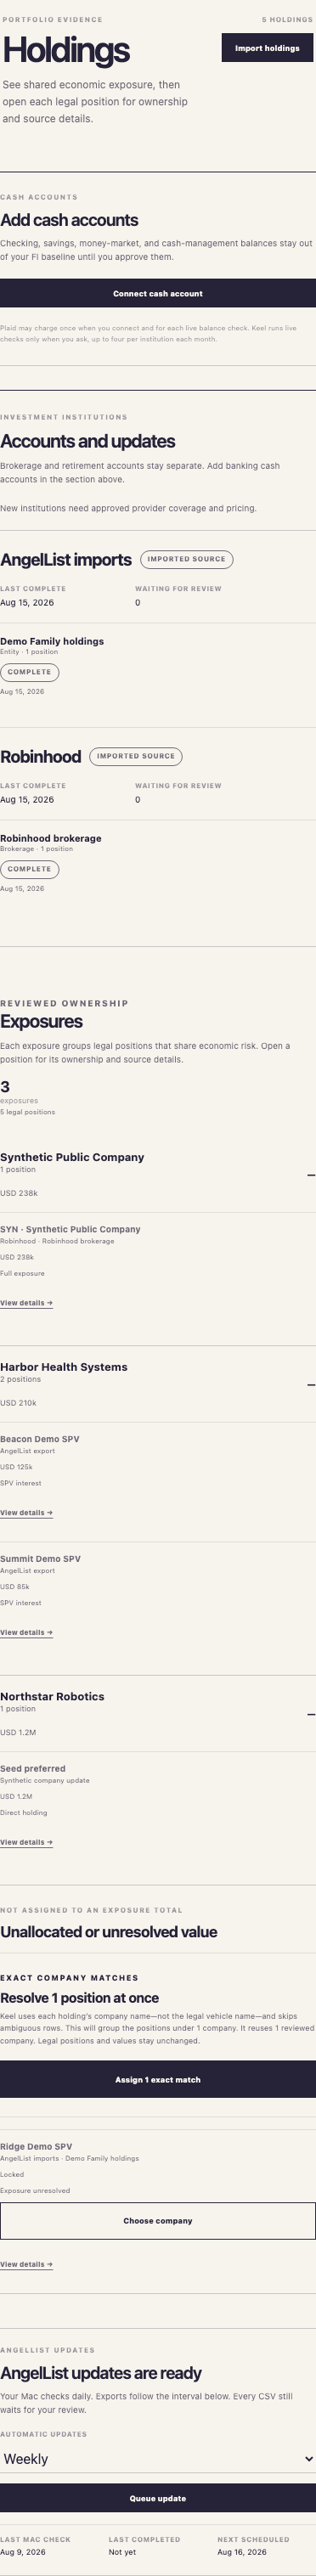 PORTFOLIO EVIDENCE
5 HOLDINGS
Holdings
Import holdings
See shared economic exposure, then
open each legal position for ownership
and source details.
CASH ACCOUNTS
Add cash accounts
Checking, savings, money-market, and cash-management balances stay out
of your FI baseline until you approve them.
Connect cash account
Plaid may charge once when you connect and for each live balance check. Keel runs live
checks only when you ask, up to four per institution each month.
INVESTMENT INSTITUTIONS
Accounts and updates
Brokerage and retirement accounts stay separate. Add banking cash
accounts in the section above.
New institutions need approved provider coverage and pricing.
AngelList imports
IMPORTED SOURCE
LAST COMPLETE
WAITING FOR REVIEW
Aug 15, 2026
0
Demo Family holdings
Entity · 1 position
COMPLETE
Aug 15, 2026
Robinhood
IMPORTED SOURCE
LAST COMPLETE
WAITING FOR REVIEW
Aug 15, 2026
0
Robinhood brokerage
Brokerage · 1 position
COMPLETE
Aug 15, 2026
REVIEWED OWNERSHIP
Exposures
Each exposure groups legal positions that share economic risk. Open a
position for its ownership and source details.
3
exposures
5 legal positions
Synthetic Public Company
1 position
–
USD 238k
SYN · Synthetic Public Company
Robinhood · Robinhood brokerage
USD 238k
Full exposure
View details →
Harbor Health Systems
2 positions
–
USD 210k
Beacon Demo SPV
AngelList export
USD 125k
SPV interest
View details →
Summit Demo SPV
AngelList export
USD 85k
SPV interest
View details →
Northstar Robotics
1 position
–
USD 1.2M
Seed preferred
Synthetic company update
USD 1.2M
Direct holding
View details →
NOT ASSIGNED TO AN EXPOSURE TOTAL
Unallocated or unresolved value
EXACT COMPANY MATCHES
Resolve 1 position at once
Keel uses each holding's company name—not the legal vehicle name—and skips
ambiguous rows. This will group the positions under 1 company. It reuses 1 reviewed
company. Legal positions and values stay unchanged.
Assign 1 exact match
Ridge Demo SPV
AngelList imports · Demo Family holdings
Locked
Exposure unresolved
Choose company
View details →
ANGELLIST UPDATES
AngelList updates are ready
Your Mac checks daily. Exports follow the interval below. Every CSV still
waits for your review.
AUTOMATIC UPDATES
Weekly
Queue update
LAST MAC CHECK
LAST COMPLETED
NEXT SCHEDULED
Aug 9, 2026
Not yet
Aug 16, 2026